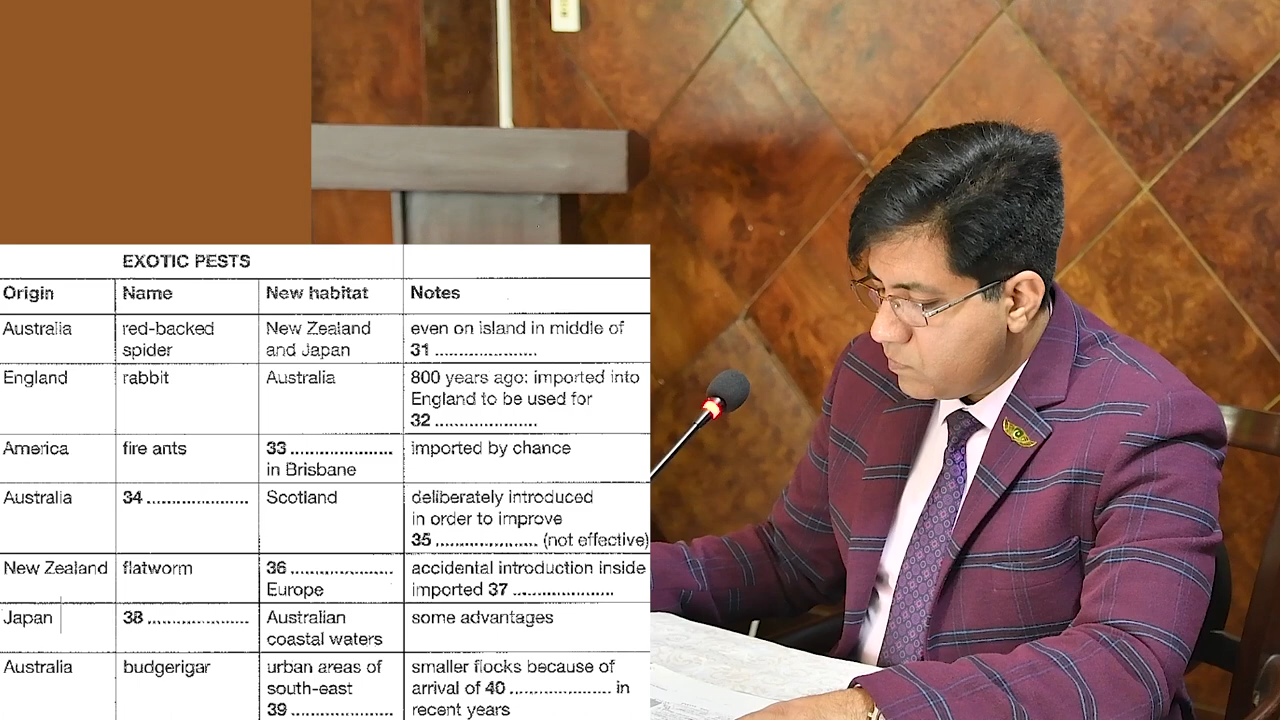 EXOTIC PESTS
Origin Name New habitat Notes
Australia red-backed spider New Zealand and Japan even on island in middle of 31 ......................
England rabbit Australia 800 years ago: imported into England to be used for 32 ......................
America fire ants 33 ...................... in Brisbane imported by chance
Australia 34 ...................... Scotland deliberately introduced in order to improve 35 ...................... (not effective)
New Zealand flatworm 36 ...................... Europe accidental introduction inside imported 37 ......................
Japan 38 ...................... Australian coastal waters some advantages
Australia budgerigar urban areas of south-east 39 ...................... smaller flocks because of arrival of 40 ...................... in recent years